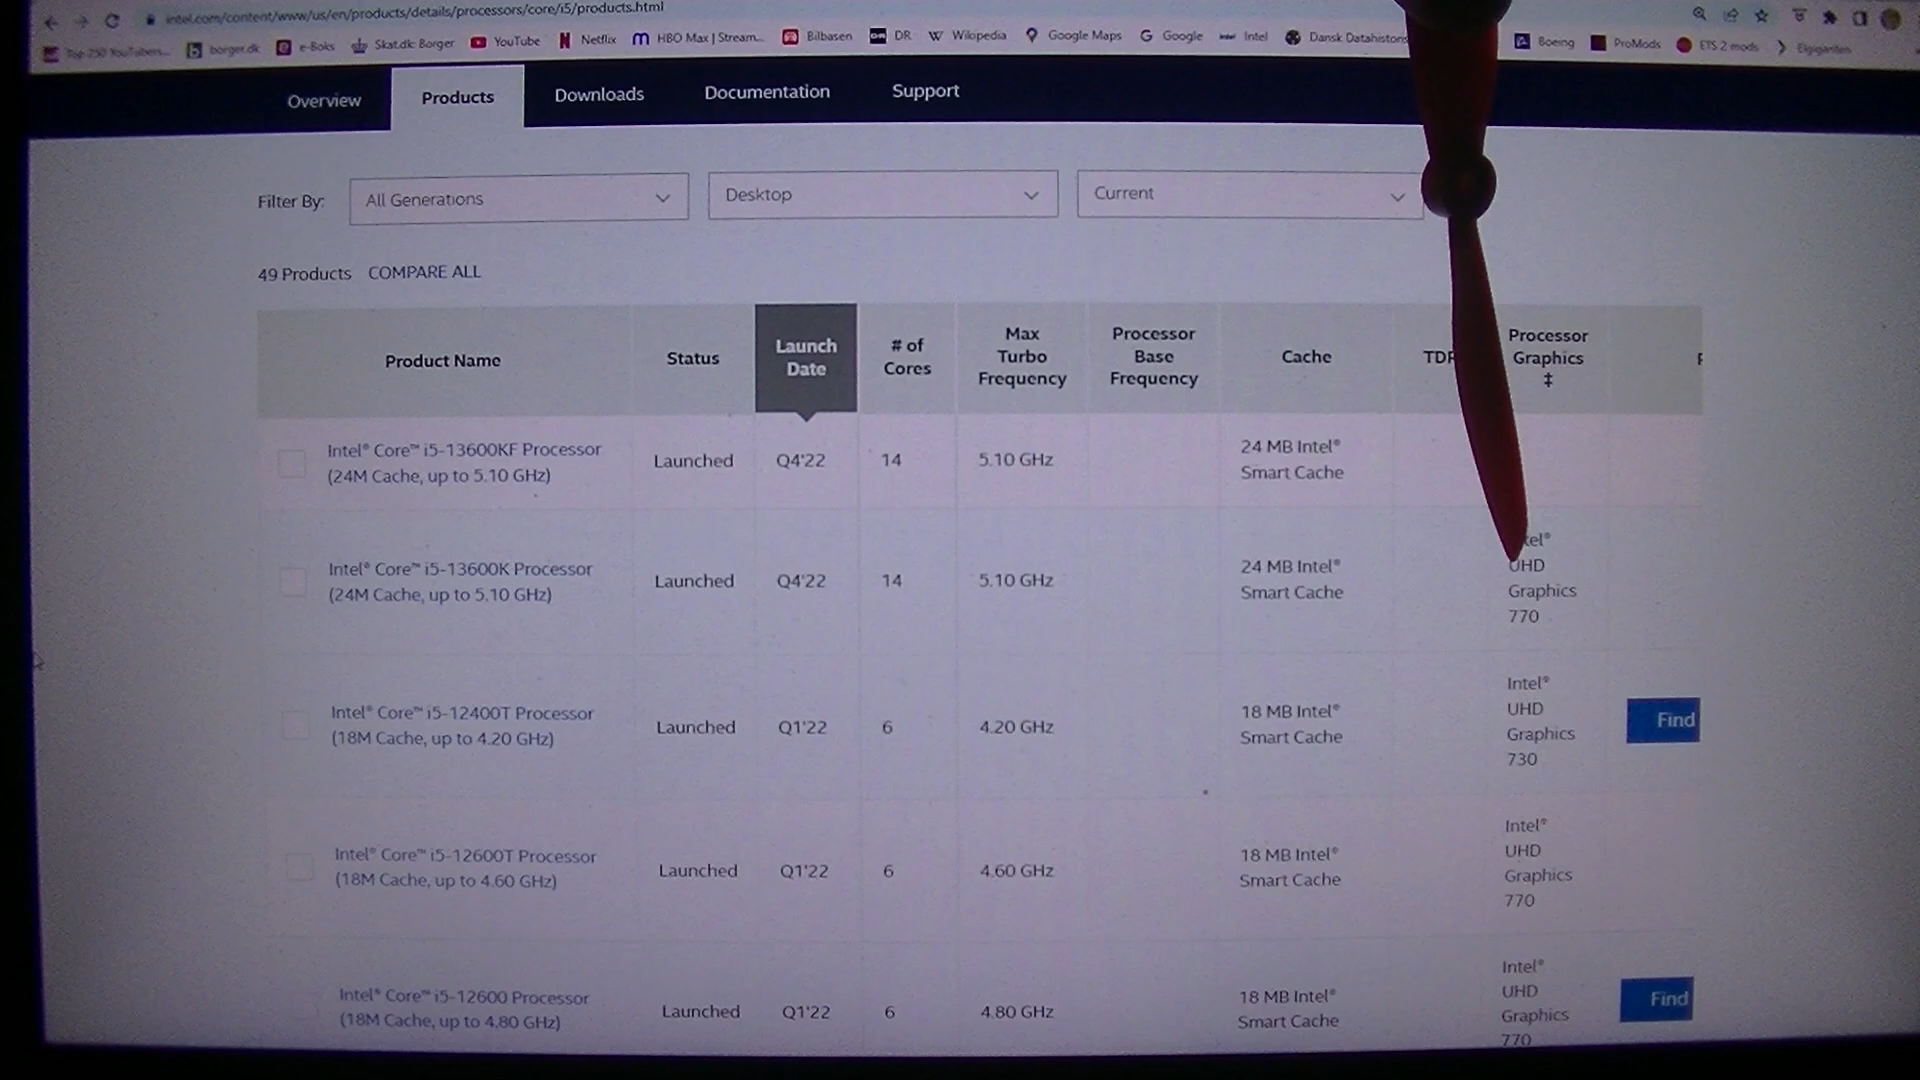 intel.com/content/www/us/en/products/details/processors/core/i5/products.html
Top 250 YouTubers... borger.dk e-Boks Skat.dk: Borger YouTube Netflix HBO Max | Stream... Bilbasen DR Wikipedia Google Maps Google Intel Dansk Datahistoris Boeing ProMods ETS 2 mods Elgiganten
Overview Products Downloads Documentation Support
Filter By: All Generations Desktop Current
49 Products COMPARE ALL
Product Name Status Launch Date # of Cores Max Turbo Frequency Processor Base Frequency Cache TDP Processor Graphics ‡
Intel® Core™ i5-13600KF Processor
(24M Cache, up to 5.10 GHz)
Launched Q4'22 14 5.10 GHz
24 MB Intel®
Smart Cache
Intel® Core™ i5-13600K Processor
(24M Cache, up to 5.10 GHz)
Launched Q4'22 14 5.10 GHz
24 MB Intel®
Smart Cache
tel®
UHD
Graphics
770
Intel® Core™ i5-12400T Processor
(18M Cache, up to 4.20 GHz)
Launched Q1'22 6 4.20 GHz
18 MB Intel®
Smart Cache
Intel®
UHD
Graphics
730
Find
Intel® Core™ i5-12600T Processor
(18M Cache, up to 4.60 GHz)
Launched Q1'22 6 4.60 GHz
18 MB Intel®
Smart Cache
Intel®
UHD
Graphics
770
Intel® Core™ i5-12600 Processor
(18M Cache, up to 4.80 GHz)
Launched Q1'22 6 4.80 GHz
18 MB Intel®
Smart Cache
Intel®
UHD
Graphics
770
Find